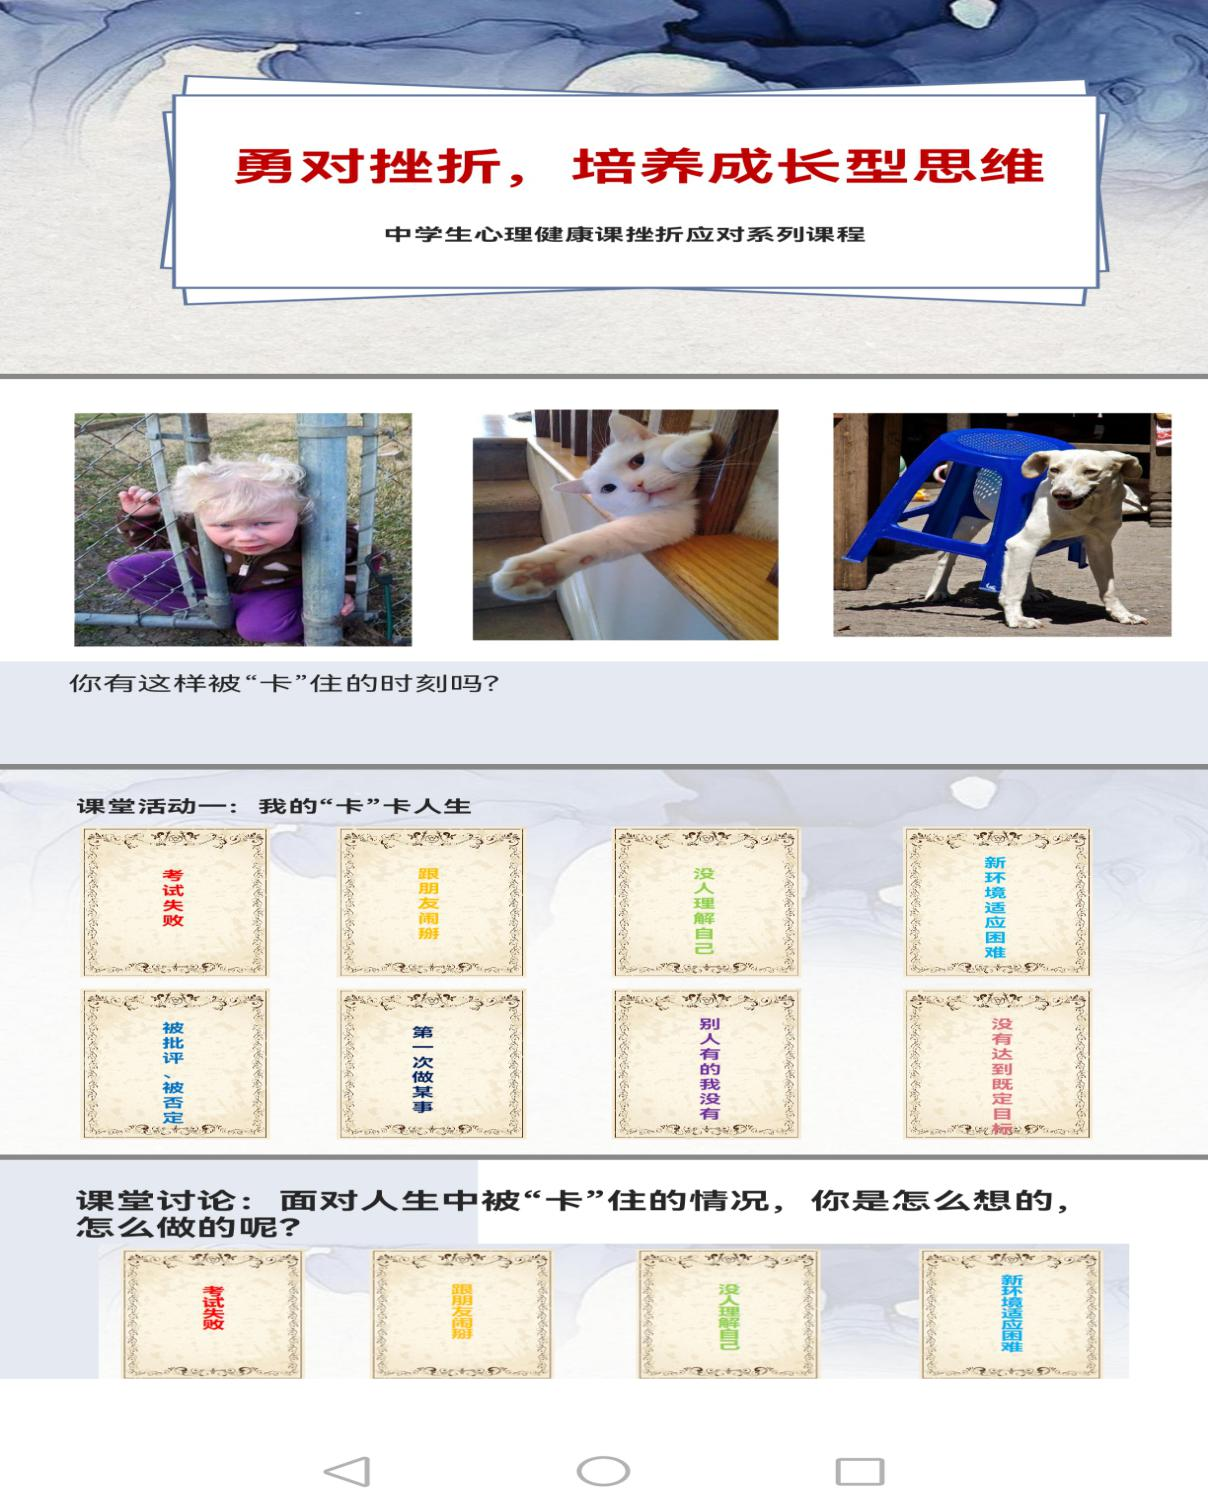 勇对挫折，培养成长型思维
中学生心理健康课挫折应对系列课程
你有这样被“卡”住的时刻吗?
课堂活动一：我的“卡”卡人生
考试失败
跟朋友闹掰
没人理解自己
新环境适应困难
被批评、被否定
第一次做某事
别人有的我没有
没有达到既定目标
课堂讨论：面对人生中被“卡”住的情况，你是怎么想的，
怎么做的呢?
考试失败
跟朋友闹掰
没人理解自己
新环境适应困难